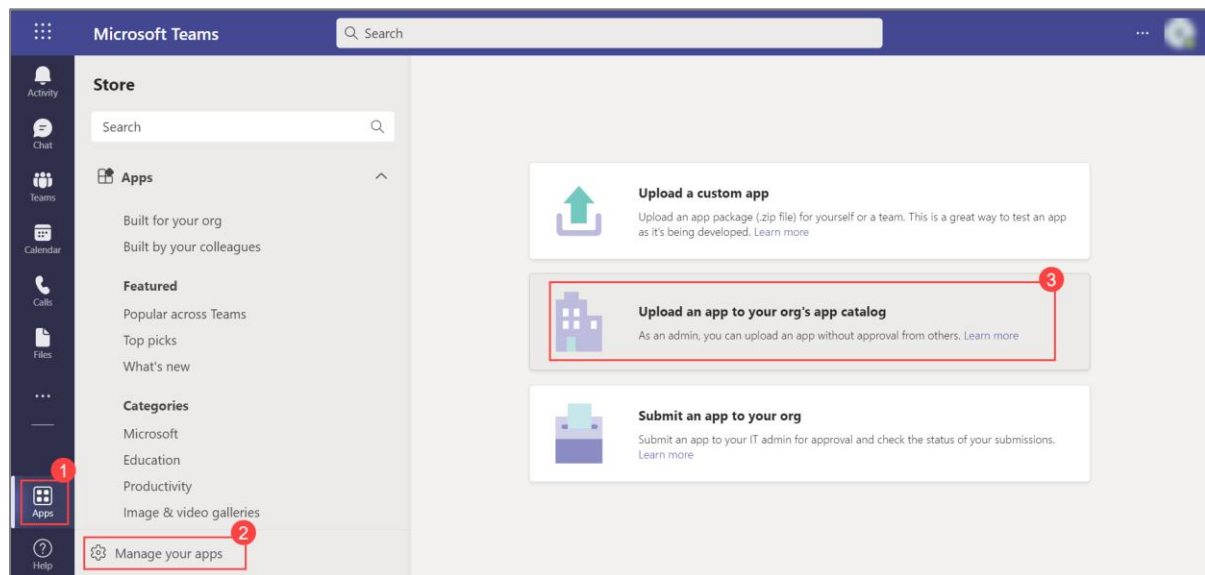 Microsoft Teams
Search
Activity
Chat
Teams
Calendar
Calls
Files
1
Apps
Help
Store
Search
Apps
Built for your org
Built by your colleagues
Featured
Popular across Teams
Top picks
What's new
Categories
Microsoft
Education
Productivity
Image & video galleries
2
Manage your apps
Upload a custom app
Upload an app package (.zip file) for yourself or a team. This is a great way to test an app
as it's being developed. Learn more
3
Upload an app to your org's app catalog
As an admin, you can upload an app without approval from others. Learn more
Submit an app to your org
Submit an app to your IT admin for approval and check the status of your submissions.
Learn more